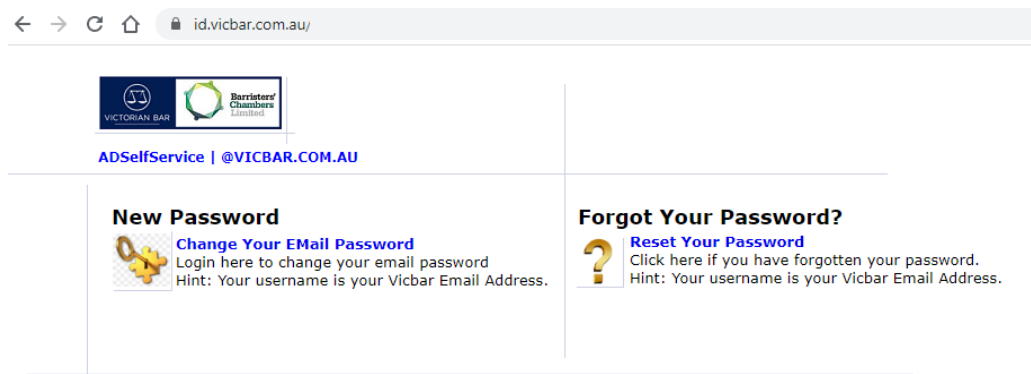 id.vicbar.com.au/
VICTORIAN BAR
Barristers'
Chambers
Limited
ADSelfService | @VICBAR.COM.AU
New Password
Change Your EMail Password
Login here to change your email password
Hint: Your username is your Vicbar Email Address.
Forgot Your Password?
Reset Your Password
Click here if you have forgotten your password.
Hint: Your username is your Vicbar Email Address.